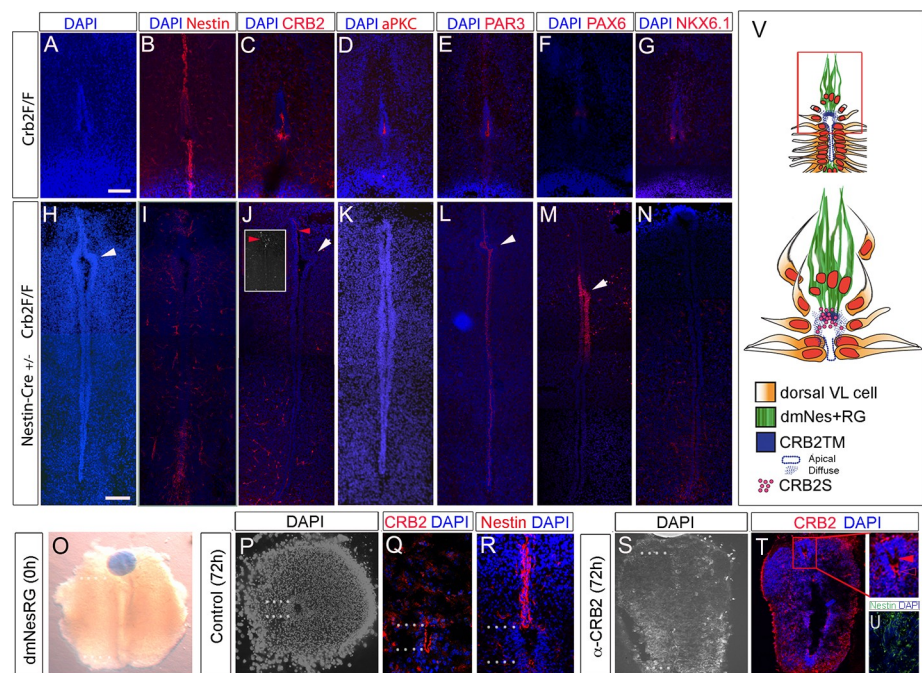 DAPI
DAPI Nestin
DAPI CRB2
DAPI aPKC
DAPI PAR3
DAPI PAX6
DAPI NKX6.1
V
A
B
C
D
E
F
G
Crb2F/F
H
I
J
K
L
M
N
Nestin-Cre +/- Crb2F/F
dorsal VL cell
dmNes+RG
CRB2TM
Apical
Diffuse
CRB2S
DAPI
CRB2 DAPI
Nestin DAPI
DAPI
CRB2 DAPI
dmNesRG (0h)
O
Control (72h)
P
Q
R
α-CRB2 (72h)
S
T
Nestin DAPI
U